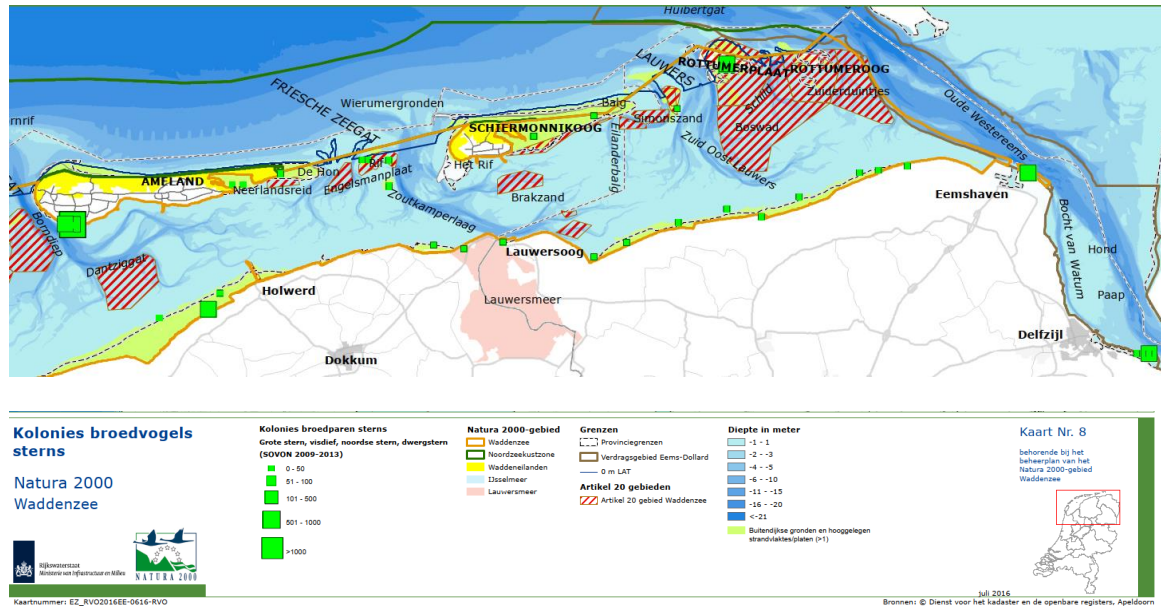 Huibertgat
LAUWERS
ROTTUMERPLAAT
ROTTUMEROOG
Zuiderduintjes
Schild
Oude Westereems
FRIESCHE ZEEGAT
Wierumergronden
Balg
Simonszand
Boswad
ernrif
SCHIERMONNIKOOG
Eilanderbalg
Zuid Oost Lauwers
AMELAND
De Hon
Rif
Het Rif
Neerlandsreid
Engelsmanplaat
Brakzand
Eemshaven
Zoutkamperlaag
Borndiep
Bocht van Watum
Hond
Lauwersoog
Dantziggat
Holwerd
Lauwersmeer
Paap
Dokkum
Delfzijl
Kolonies broedvogels
sterns
Natura 2000
Waddenzee
Rijkswaterstaat
Ministerie van Infrastructuur en Milieu
NATURA 2000
Kolonies broedparen sterns
Grote stern, visdief, noordse stern, dwergstern
(SOVON 2009-2013)
0 - 50
51 - 100
101 - 500
501 - 1000
>1000
Natura 2000-gebied
Waddenzee
Noordzeekustzone
Waddeneilanden
IJsselmeer
Lauwersmeer
Grenzen
Provinciegrenzen
Verdragsgebied Eems-Dollard
0 m LAT
Artikel 20 gebieden
Artikel 20 gebied Waddenzee
Diepte in meter
-1 - 1
-2 - -3
-4 - -5
-6 - -10
-11 - -15
-16 - -20
<-21
Buitendijkse gronden en hooggelegen
strandvlaktes/platen (>1)
Kaart Nr. 8
behorende bij het
beheerplan van het
Natura 2000-gebied
Waddenzee
juli 2016
Kaartnummer: EZ_RVO2016EE-0616-RVO
Bronnen: © Dienst voor het kadaster en de openbare registers, Apeldoorn